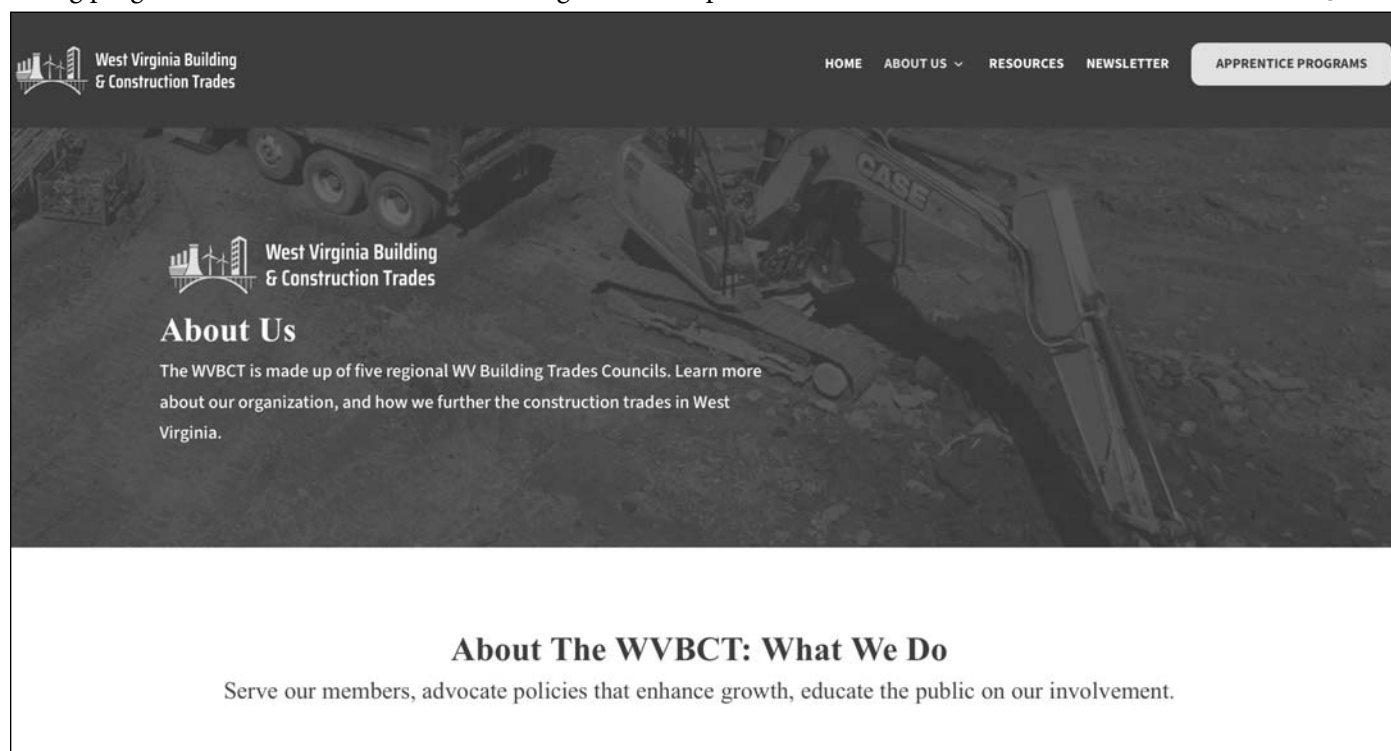 West Virginia Building
& Construction Trades
HOME ABOUT US RESOURCES NEWSLETTER APPRENTICE PROGRAMS
CASE
West Virginia Building
& Construction Trades
About Us
The WVBCT is made up of five regional WV Building Trades Councils. Learn more
about our organization, and how we further the construction trades in West
Virginia.
About The WVBCT: What We Do
Serve our members, advocate policies that enhance growth, educate the public on our involvement.